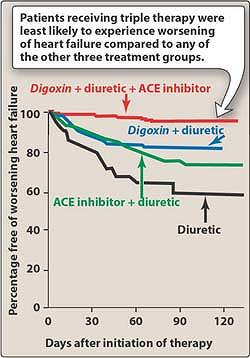 Patients receiving triple therapy were
least likely to experience worsening
of heart failure compared to any of
the other three treatment groups.
Digoxin + diuretic + ACE inhibitor
Digoxin + diuretic
ACE inhibitor + diuretic
Diuretic
Percentage free of worsening heart failure
100
80
60
40
20
0
0
30
60
90
120
Days after initiation of therapy